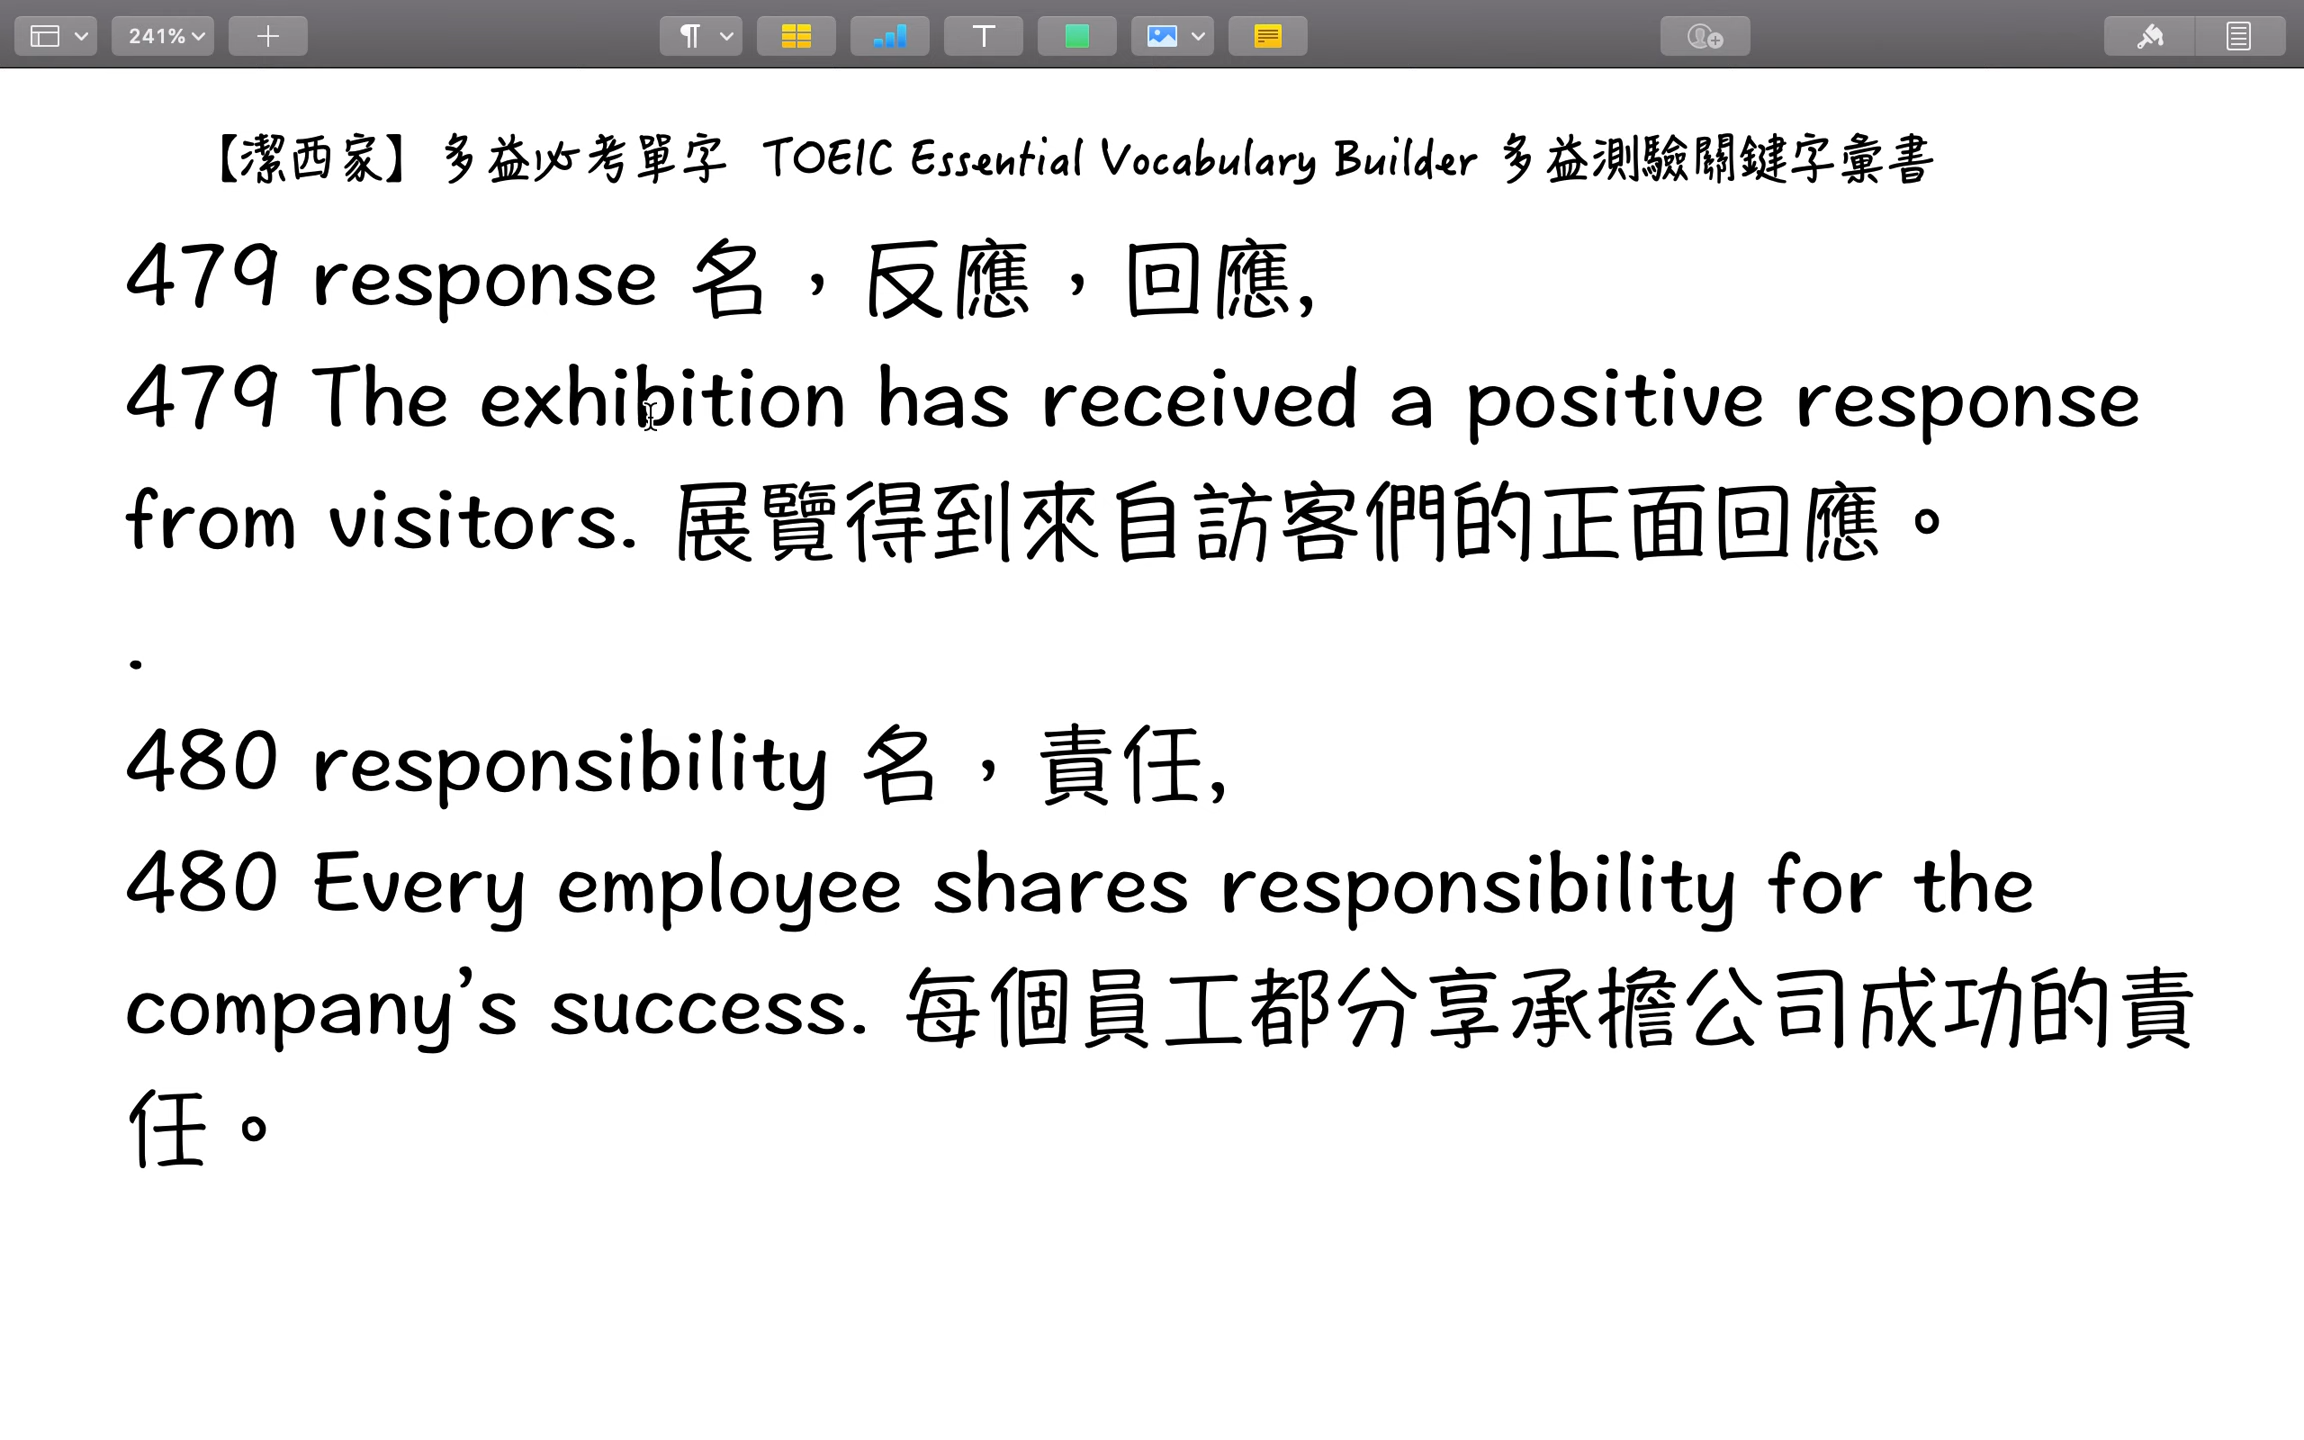 241%
【潔西家】 多益必考單字 TOEIC Essential Vocabulary Builder 多益測驗關鍵字彙書
479 response 名，反應，回應,
479 The exhibition has received a positive response
from visitors. 展覽得到來自訪客們的正面回應。
.
480 responsibility 名，責任,
480 Every employee shares responsibility for the
company’s success. 每個員工都分享承擔公司成功的責
任。